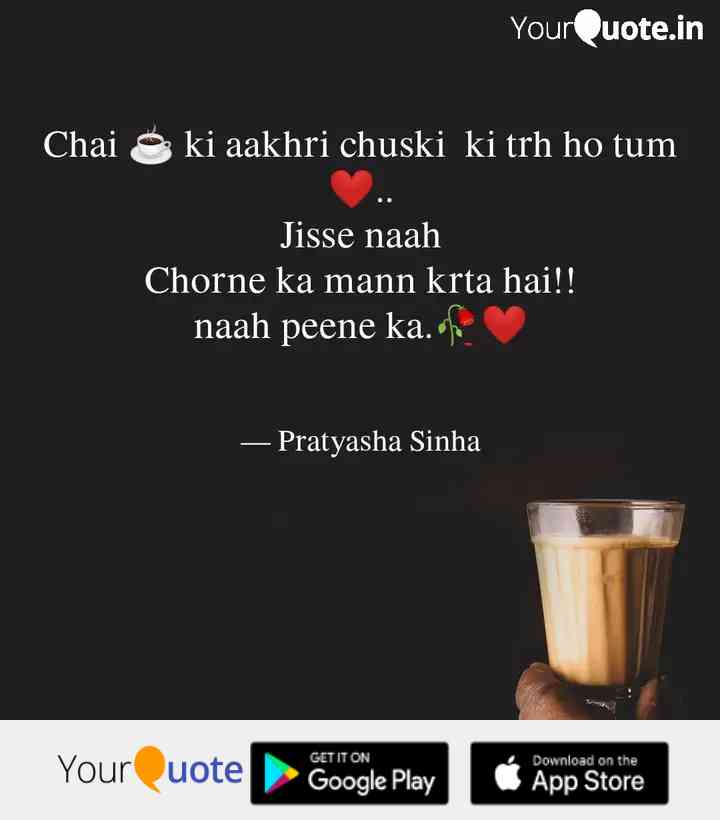 YourQuote.in
Chai ☕ ki aakhri chuski ki trh ho tum
❤️..
Jisse naah
Chorne ka mann krta hai!!
naah peene ka.🥀❤️
— Pratyasha Sinha
YourQuote
GET IT ON
Google Play
Download on the
App Store